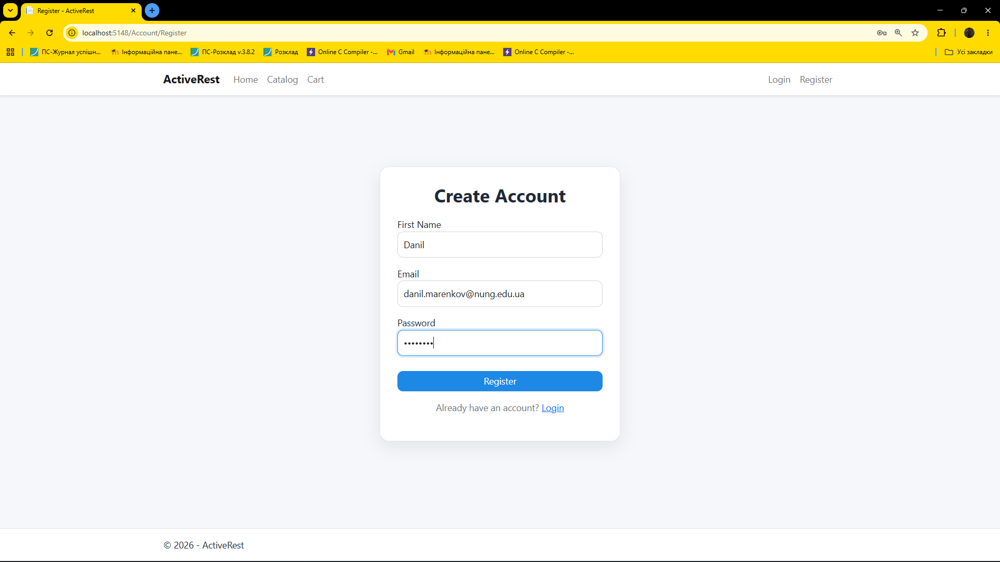 Register - ActiveRest
localhost:5148/Account/Register
ПС-Журнал успішн... Інформаційна пане... ПС-Розклад v.3.8.2 Розклад Online C Compiler -... Gmail Інформаційна пане... Online C Compiler -... Усі закладки
ActiveRest Home Catalog Cart Login Register
Create Account
First Name
Danil
Email
danil.marenkov@nung.edu.ua
Password
••••••••
Register
Already have an account? Login
© 2026 - ActiveRest